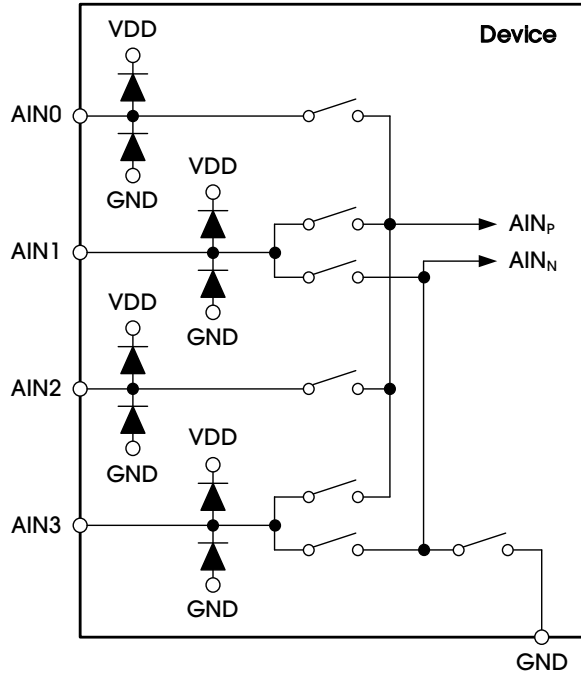 VDD
Device
AIN0
GND
VDD
AINP
AIN1
AINN
VDD
GND
AIN2
GND
VDD
AIN3
GND
GND